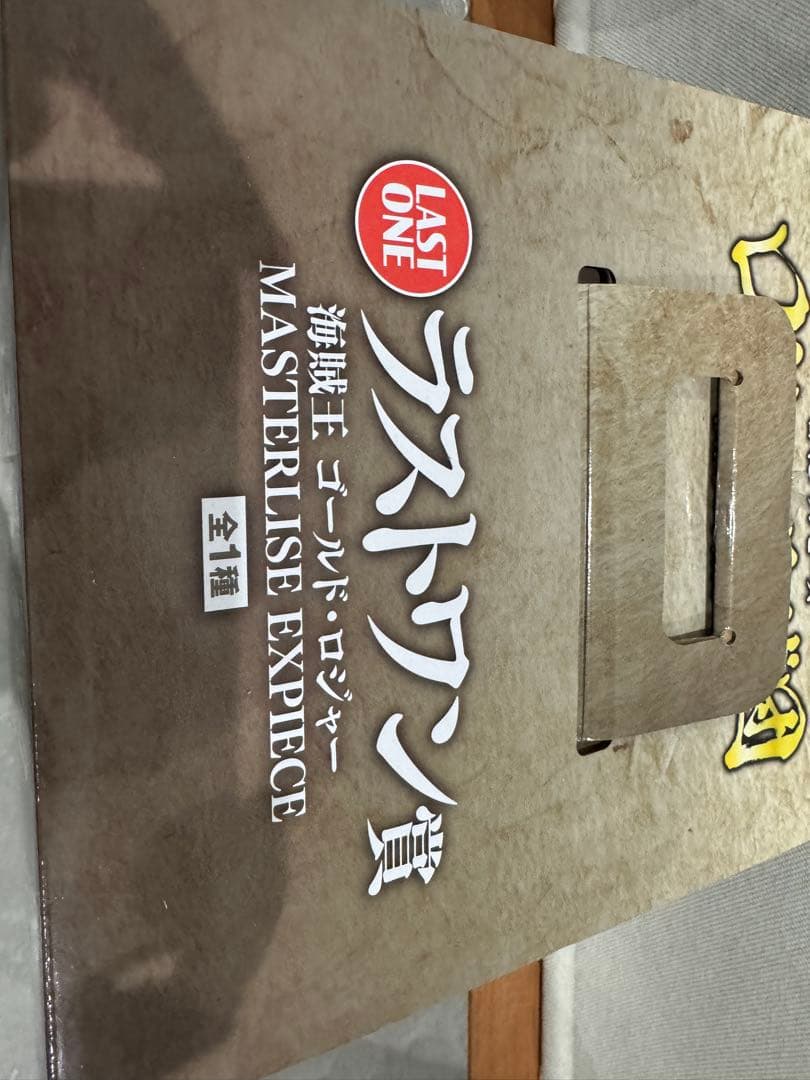 LAST
ONE
ラストワン賞
海賊王 ゴールド・ロジャー
MASTERLISE EXPIECE
全1種